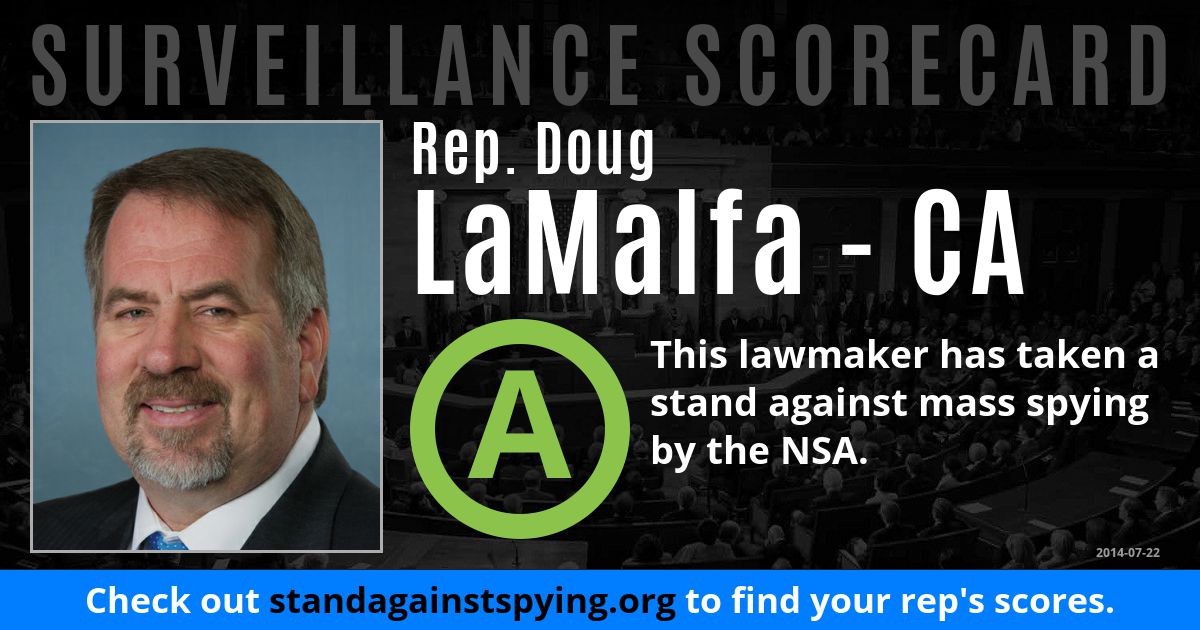 SURVEILLANCE SCORECARD
Rep. Doug
LaMalfa - CA
A
This lawmaker has taken a
stand against mass spying
by the NSA.
2014-07-22
Check out standagainstspying.org to find your rep's scores.